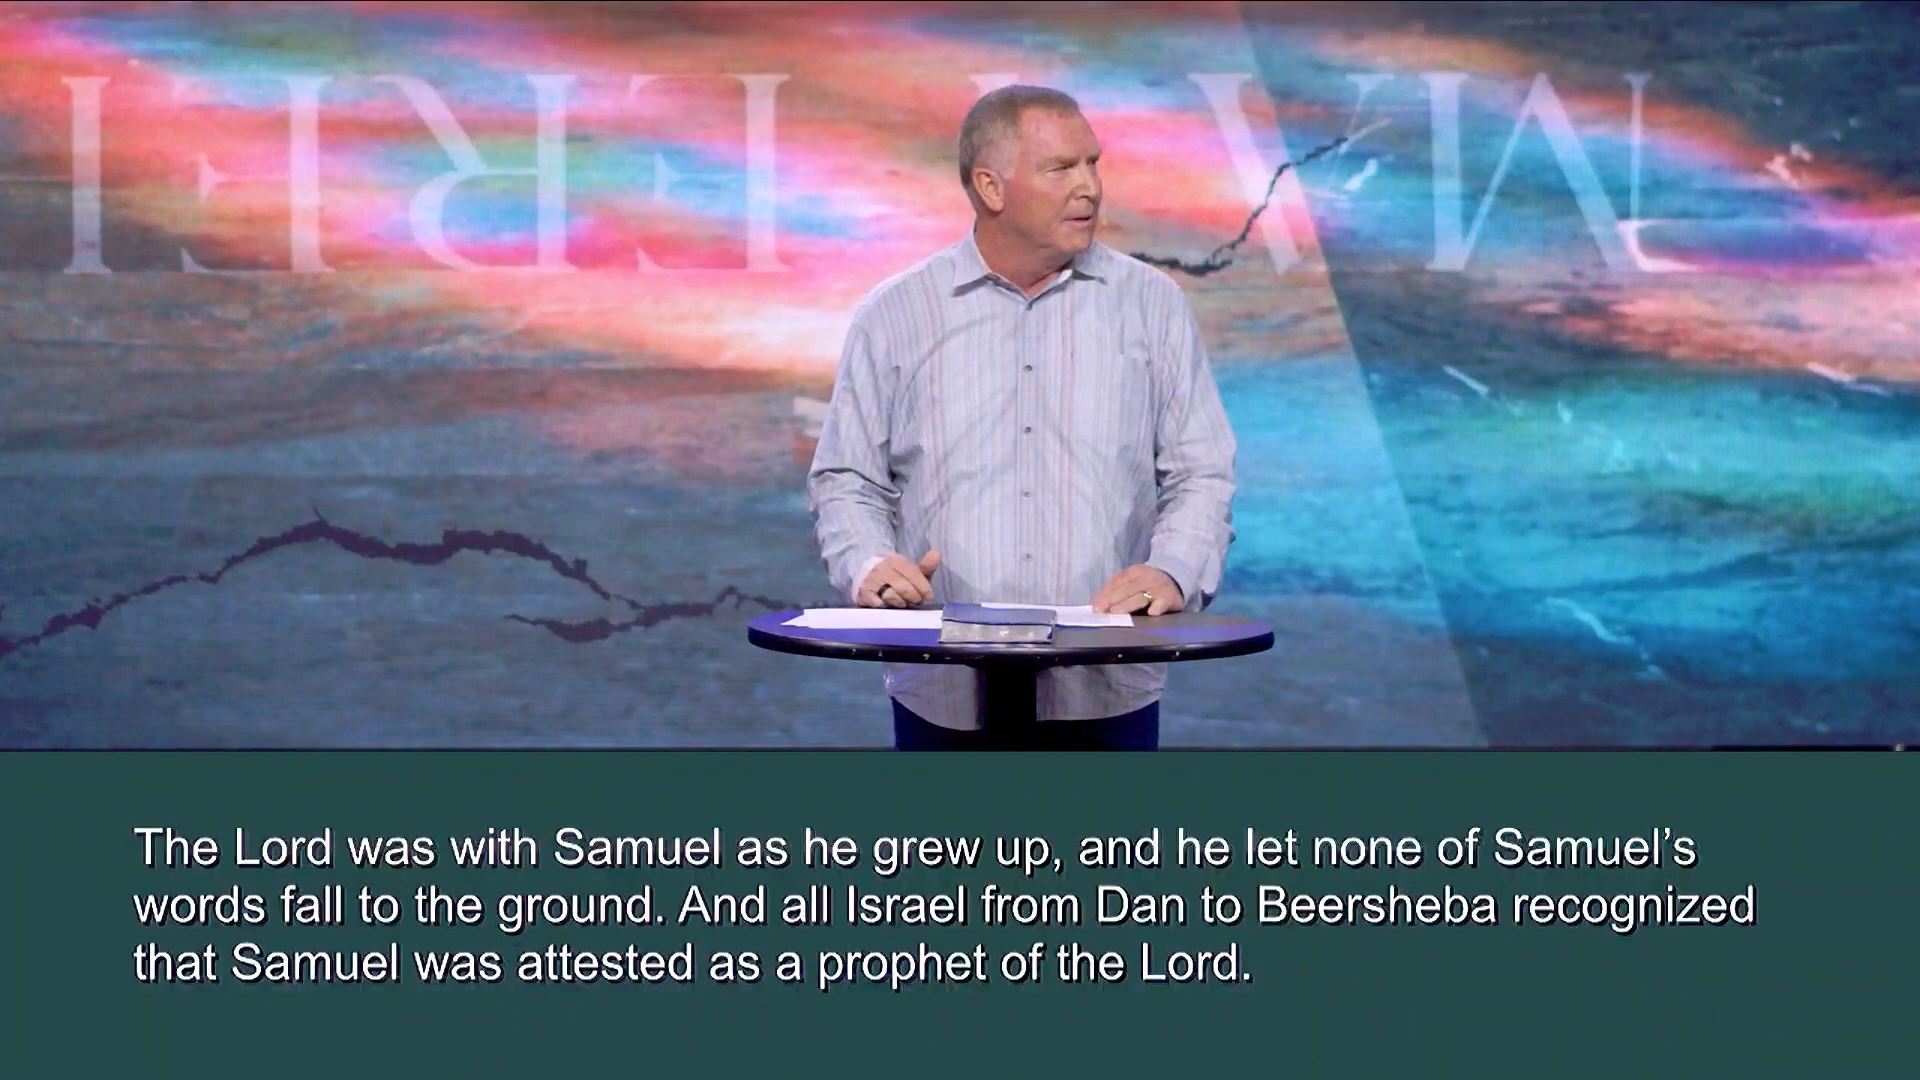 The Lord was with Samuel as he grew up, and he let none of Samuel’s
words fall to the ground. And all Israel from Dan to Beersheba recognized
that Samuel was attested as a prophet of the Lord.